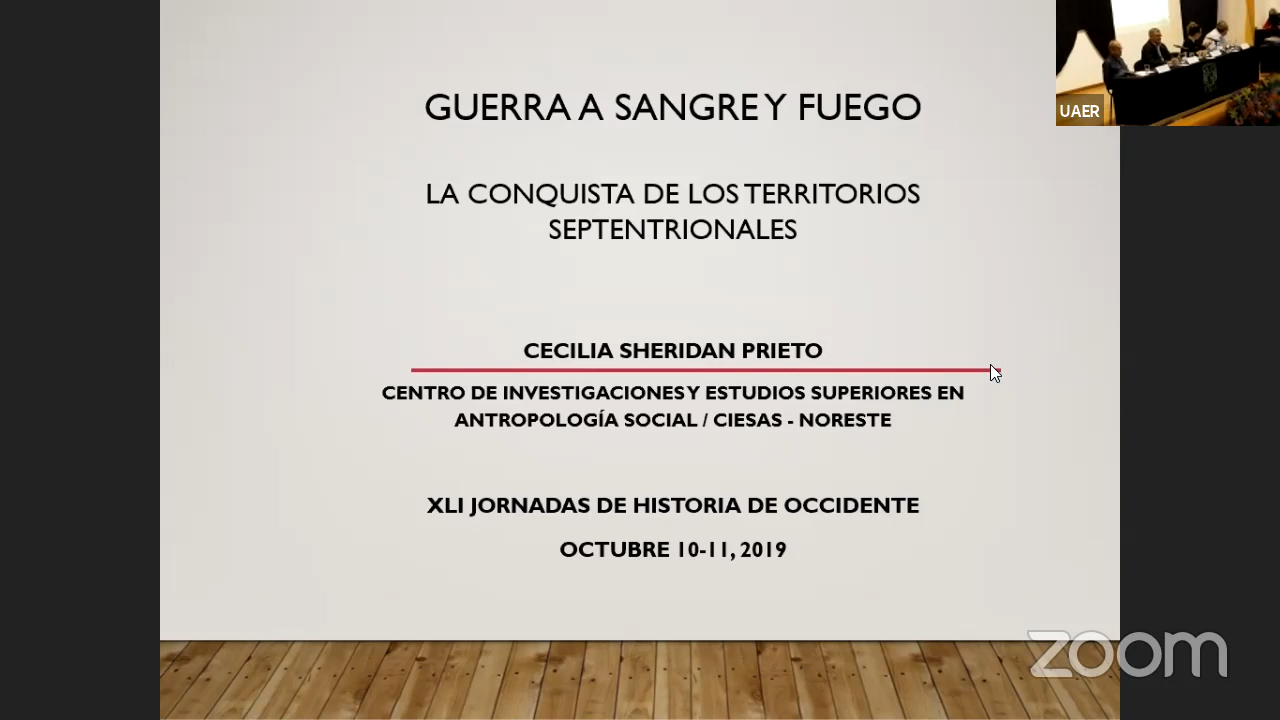 GUERRA A SANGRE Y FUEGO
LA CONQUISTA DE LOS TERRITORIOS
SEPTENTRIONALES
CECILIA SHERIDAN PRIETO
CENTRO DE INVESTIGACIONES Y ESTUDIOS SUPERIORES EN
ANTROPOLOGÍA SOCIAL / CIESAS - NORESTE
XLI JORNADAS DE HISTORIA DE OCCIDENTE
OCTUBRE 10-11, 2019
UAER
zoom